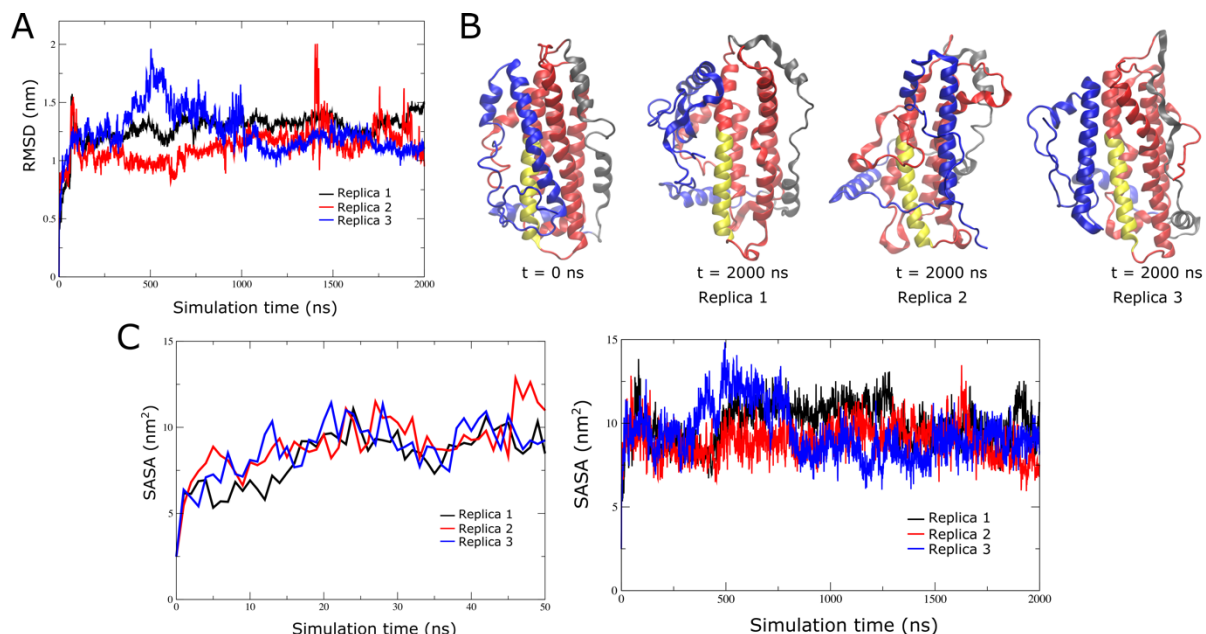 A
RMSD (nm)
2
1.5
1
0.5
0
0
500
1000
1500
2000
Simulation time (ns)
Replica 1
Replica 2
Replica 3
B
t = 0 ns
t = 2000 ns
Replica 1
t = 2000 ns
Replica 2
t = 2000 ns
Replica 3
C
SASA (nm²)
15
10
5
0
0
10
20
30
40
50
Simulation time (ns)
Replica 1
Replica 2
Replica 3
SASA (nm²)
15
10
5
0
0
500
1000
1500
2000
Simulation time (ns)
Replica 1
Replica 2
Replica 3